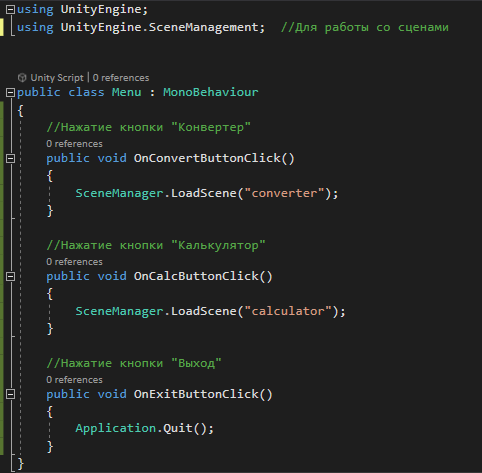 using UnityEngine;
using UnityEngine.SceneManagement;  //Для работы со сценами
Unity Script | 0 references
public class Menu : MonoBehaviour
{
//Нажатие кнопки "Конвертер"
0 references
public void OnConvertButtonClick()
{
SceneManager.LoadScene("converter");
}
//Нажатие кнопки "Калькулятор"
0 references
public void OnCalcButtonClick()
{
SceneManager.LoadScene("calculator");
}
//Нажатие кнопки "Выход"
0 references
public void OnExitButtonClick()
{
Application.Quit();
}
}